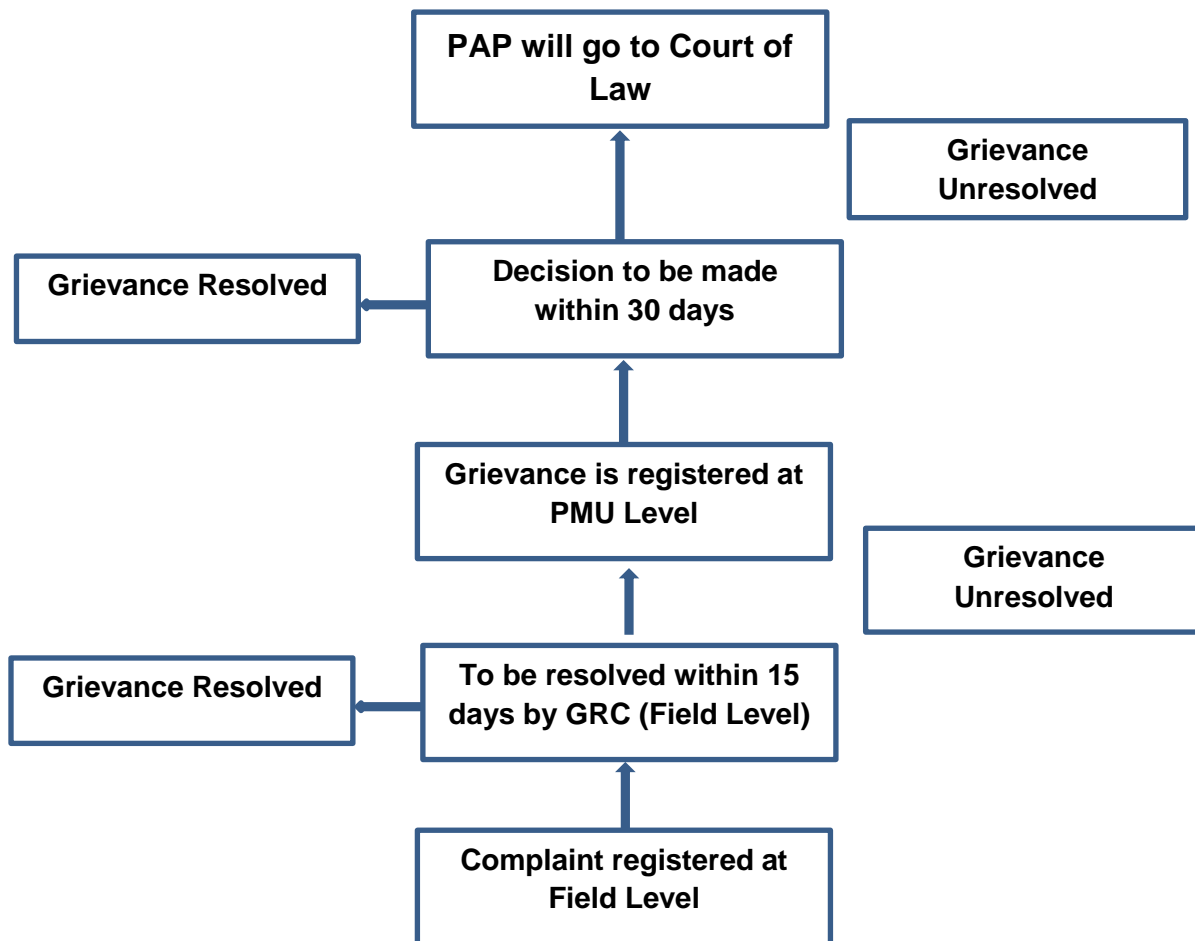 PAP will go to Court of
Law
Grievance
Unresolved
Decision to be made
within 30 days
Grievance Resolved
Grievance is registered at
PMU Level
Grievance
Unresolved
To be resolved within 15
days by GRC (Field Level)
Grievance Resolved
Complaint registered at
Field Level